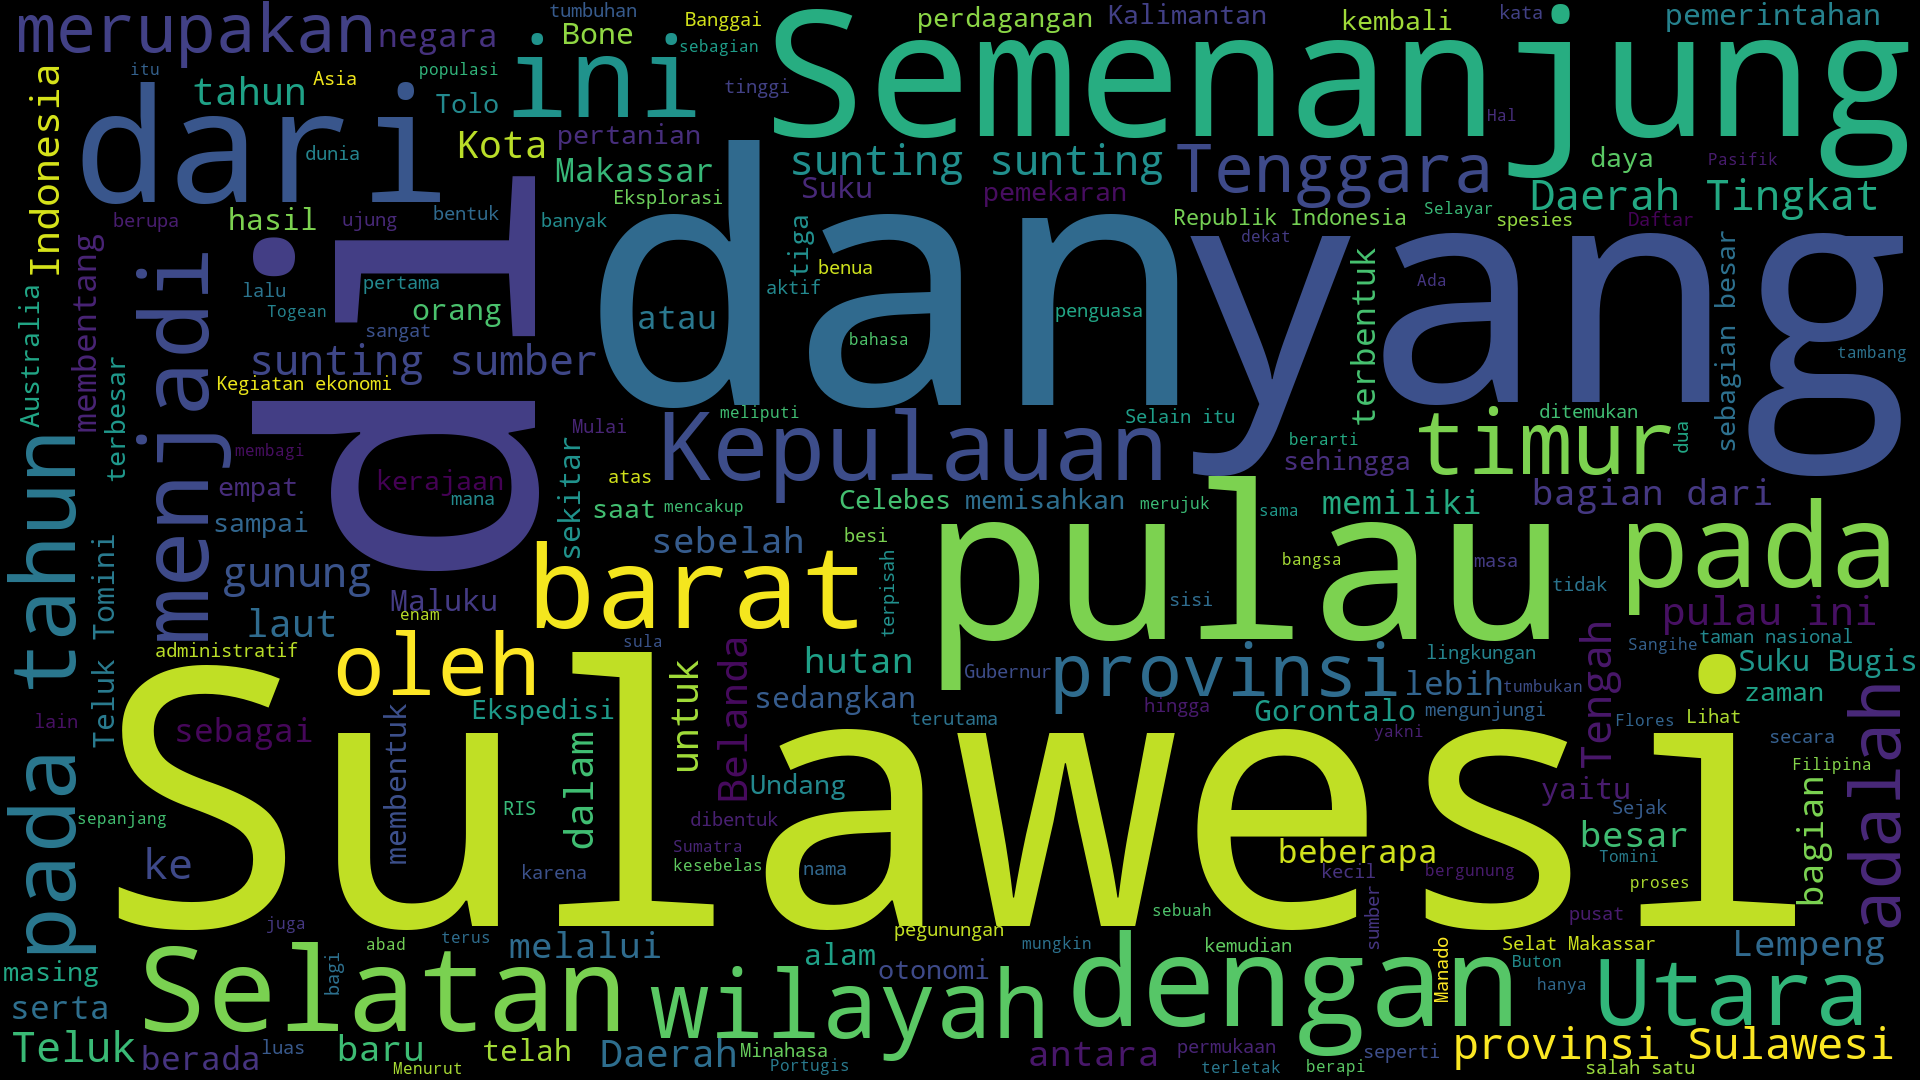 merupakan
negara
tumbuhan
Banggai
perdagangan
Kalimantan
kembali
kata
pemerintahan
Bone
sebagian
ini
Semenanjung
itu
Asia
populasi
tinggi
tahun
Tolo
dari
dunia
Kota
pertanian
Hal
Indonesia
Makassar
sunting sunting
Tenggara
daya
Pasifik
Suku
pemekaran
Daerah Tingkat
Eksplorasi
berupa
hasil
ujung
bentuk
banyak
Republik Indonesia
Selayar
spesies
Daftar
tiga
dekat
di
dan
yang
membentang
menjadi
benua
terbentuk
sebagian besar
lalu
pertama
aktif
Ada
Togean
orang
atau
penguasa
Australia
sangat
bahasa
tambang
sunting sumber
terbesar
Kegiatan ekonomi
meliputi
Selain itu
ditemukan
Mulai
Kepulauan
timur
dua
berarti
membagi
sekitar
sehingga
empat
kerajaan
mana
atas
pada tahun
Celebes
memisahkan
merujuk
memiliki
bagian dari
sampai
saat
mencakup
sama
pulau
pada
sebelah
besi
Teluk Tomini
gunung
barat
bangsa
masa
tidak
terpisah
Maluku
sisi
pulau ini
laut
enam
administratif
oleh
sula
Belanda
untuk
hutan
Gubernur
provinsi
lingkungan
Tengah
Sangihe
taman nasional
Suku Bugis
lebih
tumbukan
sedangkan
zaman
lain
sebagai
membentuk
Ekspedisi
terutama
hingga
Gorontalo
mengunjungi
Flores
Lihat
adalah
Sulawesi
dalam
yakni
secara
Filipina
Undang
yaitu
bagian
sepanjang
RIS
dibentuk
Sejak
besar
ke
Sumatra
kesebelas
beberapa
Tomini
karena
nama
kecil
bergunung
proses
juga
sebuah
sumber
pusat
Selatan
abad
terus
melalui
pegunungan
mungkin
kemudian
Manado
Selat Makassar
Lempeng
masing
bagi
alam
otonomi
wilayah
dengan
Buton
hanya
Utara
serta
Teluk
berada
luas
baru
Menurut
telah
Daerah
Minahasa
Portugis
antara
permukaan
terletak
berapi
seperti
provinsi Sulawesi
salah satu